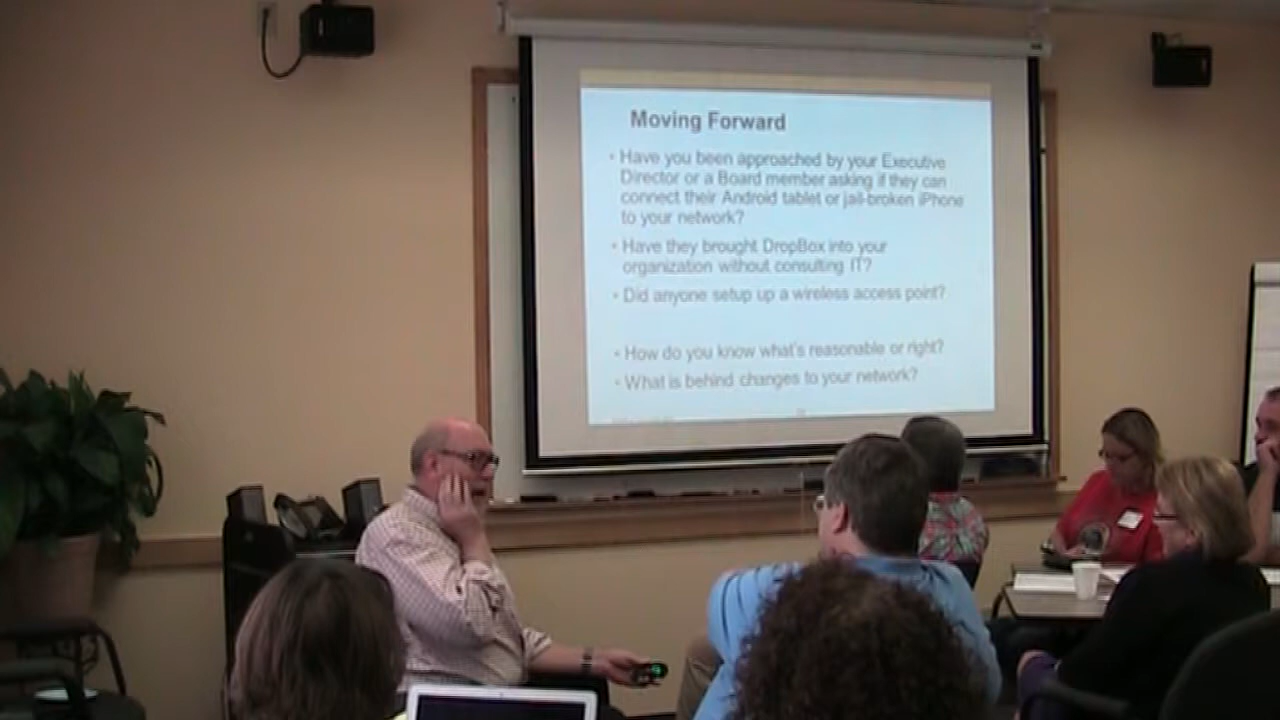 Moving Forward
• Have you been approached by your Executive
Director or a Board member asking if they can
connect their Android tablet or jail-broken iPhone
to your network?
• Have they brought DropBox into your
organization without consulting IT?
• Did anyone setup up a wireless access point?
• How do you know what's reasonable or right?
• What is behind changes to your network?